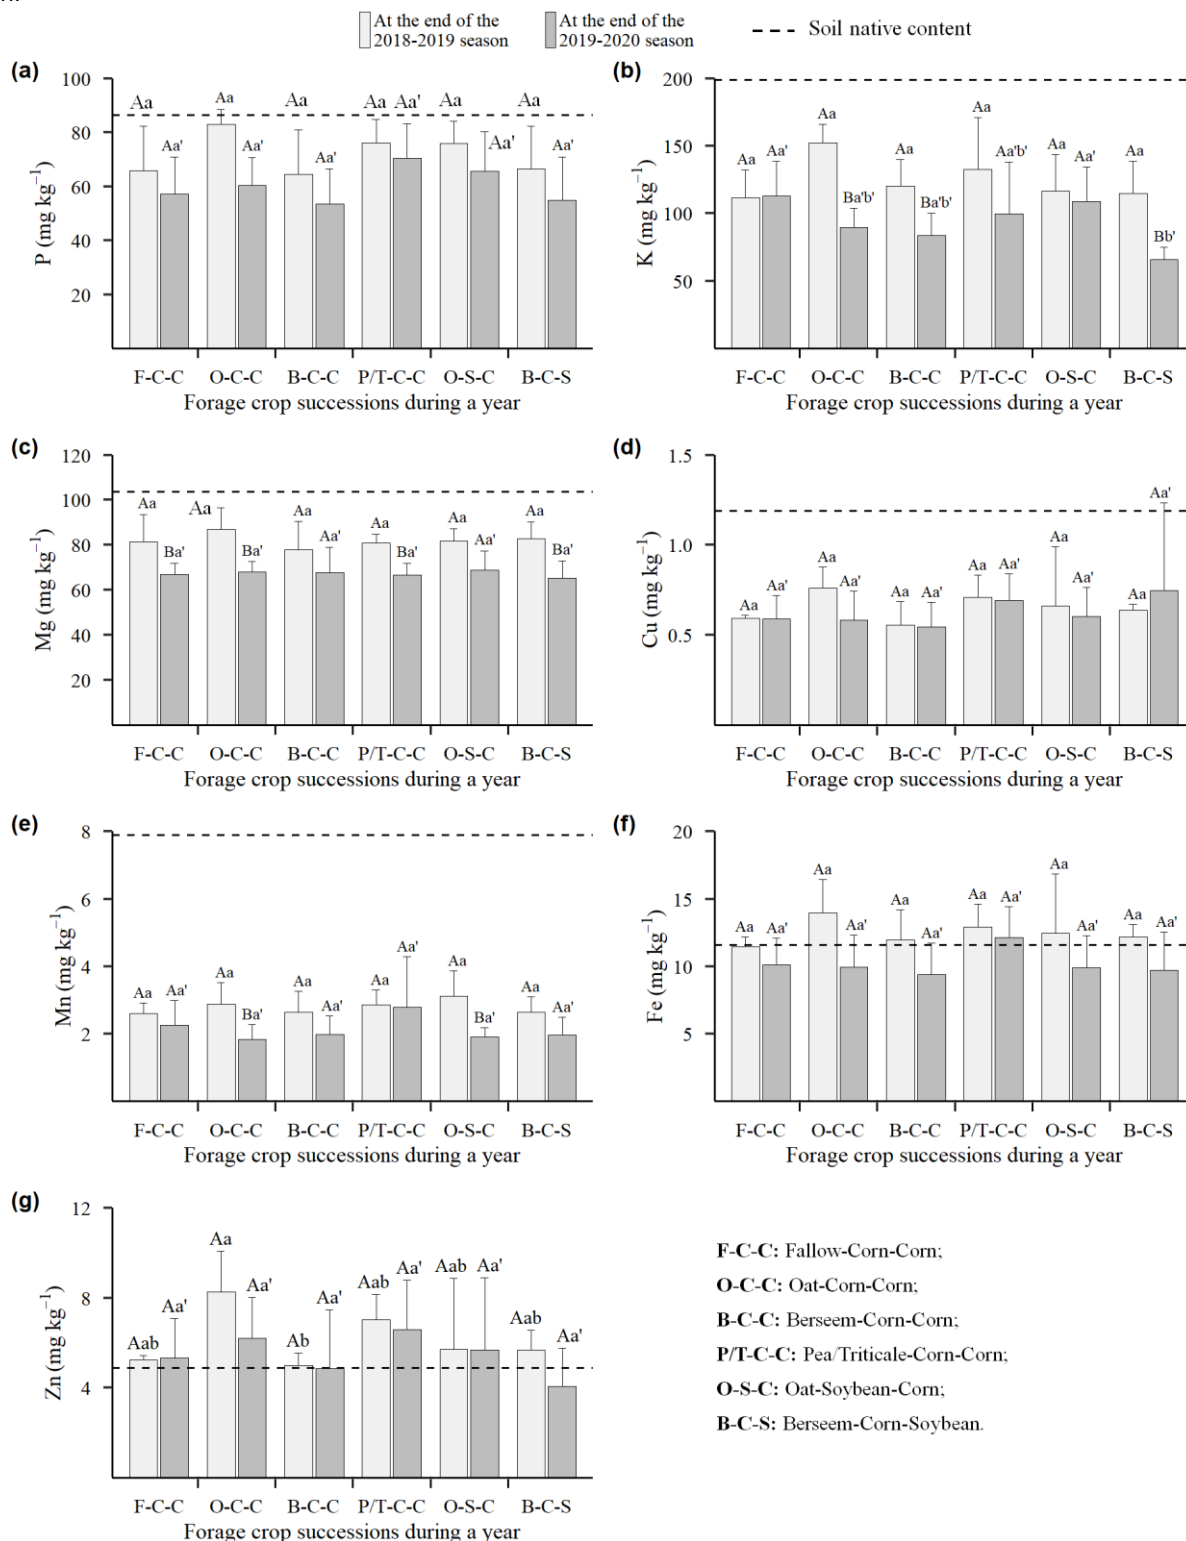 At the end of the
2018-2019 season
At the end of the
2019-2020 season
Soil native content
(a)
100
80
60
40
20
P (mg kg⁻¹)
Aa
Aa
Aa
Aa
Aa'
Aa
Aa
Aa'
Aa'
Aa'
Aa'
Aa'
F-C-C O-C-C B-C-C P/T-C-C O-S-C B-C-S
Forage crop successions during a year
(b)
200
150
100
50
K (mg kg⁻¹)
Aa
Aa'
Aa
Ba'b'
Aa
Ba'b'
Aa
Aa'b'
Aa
Aa'
Aa
Bb'
F-C-C O-C-C B-C-C P/T-C-C O-S-C B-C-S
Forage crop successions during a year
(c)
120
100
80
60
40
20
Mg (mg kg⁻¹)
Aa
Ba'
Aa
Ba'
Aa
Aa'
Aa
Ba'
Aa
Aa'
Aa
Ba'
F-C-C O-C-C B-C-C P/T-C-C O-S-C B-C-S
Forage crop successions during a year
(d)
1.5
1.0
0.5
Cu (mg kg⁻¹)
Aa
Aa'
Aa
Aa'
Aa
Aa'
Aa
Aa'
Aa
Aa'
Aa
Aa'
F-C-C O-C-C B-C-C P/T-C-C O-S-C B-C-S
Forage crop successions during a year
(e)
8
6
4
2
Mn (mg kg⁻¹)
Aa
Aa'
Aa
Ba'
Aa
Aa'
Aa
Aa'
Aa
Ba'
Aa
Aa'
F-C-C O-C-C B-C-C P/T-C-C O-S-C B-C-S
Forage crop successions during a year
(f)
20
15
10
5
Fe (mg kg⁻¹)
Aa
Aa'
Aa
Aa'
Aa
Aa'
Aa
Aa'
Aa
Aa'
Aa
Aa'
F-C-C O-C-C B-C-C P/T-C-C O-S-C B-C-S
Forage crop successions during a year
(g)
12
8
4
Zn (mg kg⁻¹)
Aab
Aa'
Aa
Aa'
Ab
Aa'
Aab
Aa'
Aab
Aa'
Aab
Aa'
F-C-C O-C-C B-C-C P/T-C-C O-S-C B-C-S
Forage crop successions during a year
F-C-C: Fallow-Corn-Corn;
O-C-C: Oat-Corn-Corn;
B-C-C: Berseem-Corn-Corn;
P/T-C-C: Pea/Triticale-Corn-Corn;
O-S-C: Oat-Soybean-Corn;
B-C-S: Berseem-Corn-Soybean.